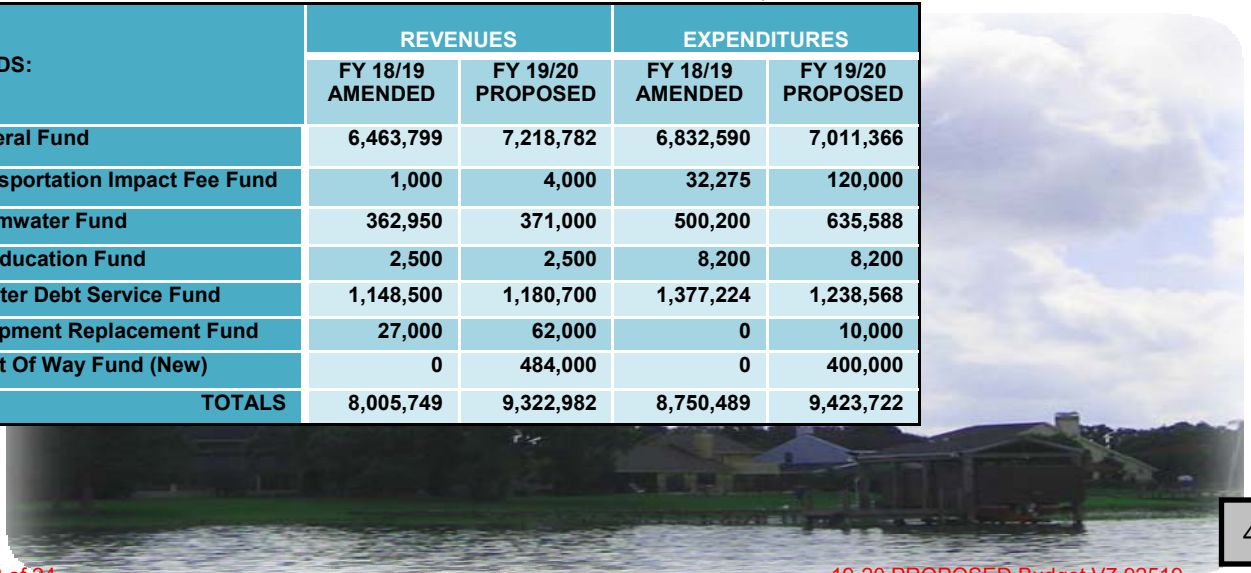 REVENUES EXPENDITURES
DS:
FY 18/19 AMENDED FY 19/20 PROPOSED FY 18/19 AMENDED FY 19/20 PROPOSED
eral Fund 6,463,799 7,218,782 6,832,590 7,011,366
sportation Impact Fee Fund 1,000 4,000 32,275 120,000
mwater Fund 362,950 371,000 500,200 635,588
ducation Fund 2,500 2,500 8,200 8,200
ter Debt Service Fund 1,148,500 1,180,700 1,377,224 1,238,568
pment Replacement Fund 27,000 62,000 0 10,000
t Of Way Fund (New) 0 484,000 0 400,000
TOTALS 8,005,749 9,322,982 8,750,489 9,423,722
4
of 24